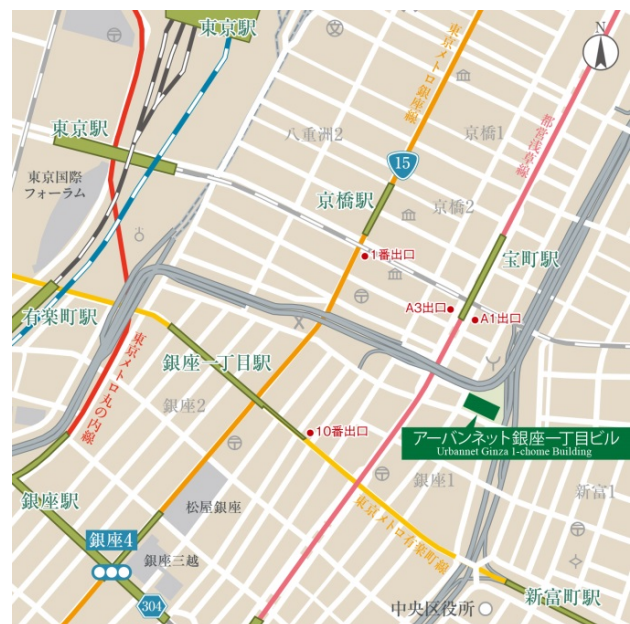 東京駅
N
東京メトロ銀座線
都営浅草線
東京駅
八重洲2
京橋1
15
東京国際
フォーラム
京橋駅
京橋2
1番出口
宝町駅
有楽町駅
A3出口
A1出口
東京メトロ丸の内線
銀座一丁目駅
銀座2
10番出口
アーバンネット銀座一丁目ビル
Urbannet Ginza 1-chome Building
銀座1
新富1
銀座駅
松屋銀座
東京メトロ有楽町線
銀座4
銀座三越
304
新富町駅
中央区役所